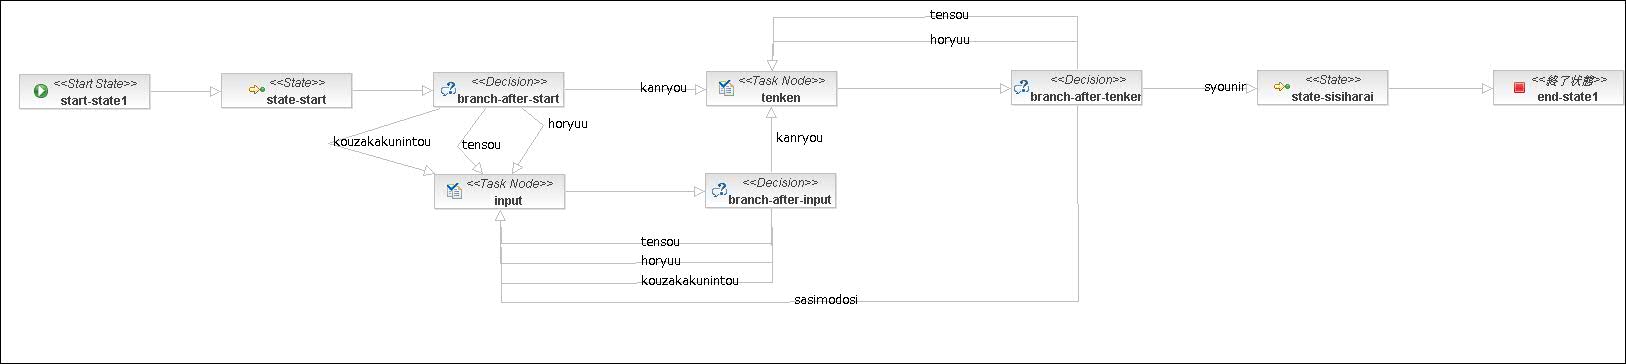 tensou
horyuu
<<Start State>>
start-state1
<<State>>
state-start
<<Decision>>
branch-after-start
kanryou
<<Task Node>>
tenken
<<Decision>>
branch-after-tenken
syounin
<<State>>
state-sisiharai
<<終了状態>>
end-state1
kouzakakunintou
tensou
horyuu
kanryou
<<Task Node>>
input
<<Decision>>
branch-after-input
tensou
horyuu
kouzakakunintou
sasimodosi